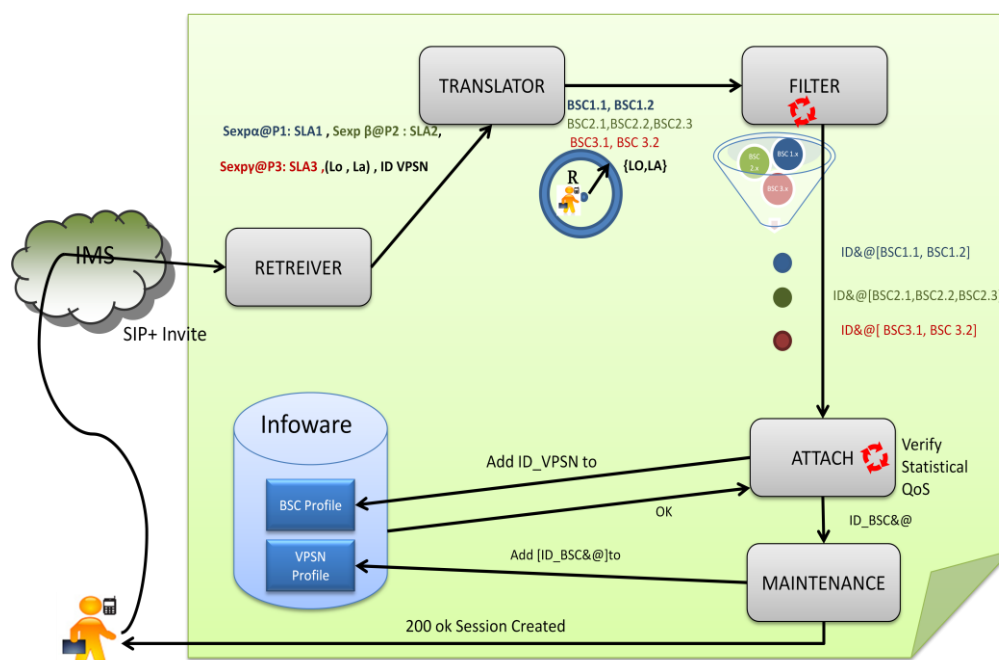 TRANSLATOR
FILTER
Sexpα@P1: SLA1 , Sexp β@P2 : SLA2,
Sexpγ@P3: SLA3 ,(Lo , La) , ID VPSN
BSC1.1, BSC1.2
BSC2.1,BSC2.2,BSC2.3
BSC3.1, BSC 3.2
R
{LO,LA}
BSC 2.x
BSC 1.x
BSC 3.x
IMS
RETREIVER
SIP+ Invite
ID&@[BSC1.1, BSC1.2]
ID&@[BSC2.1,BSC2.2,BSC2.3]
ID&@[ BSC3.1, BSC 3.2]
Infoware
BSC Profile
VPSN
Profile
Add ID_VPSN to
OK
Add [ID_BSC&@]to
ATTACH
Verify
Statistical
QoS
ID_BSC&@
MAINTENANCE
200 ok Session Created